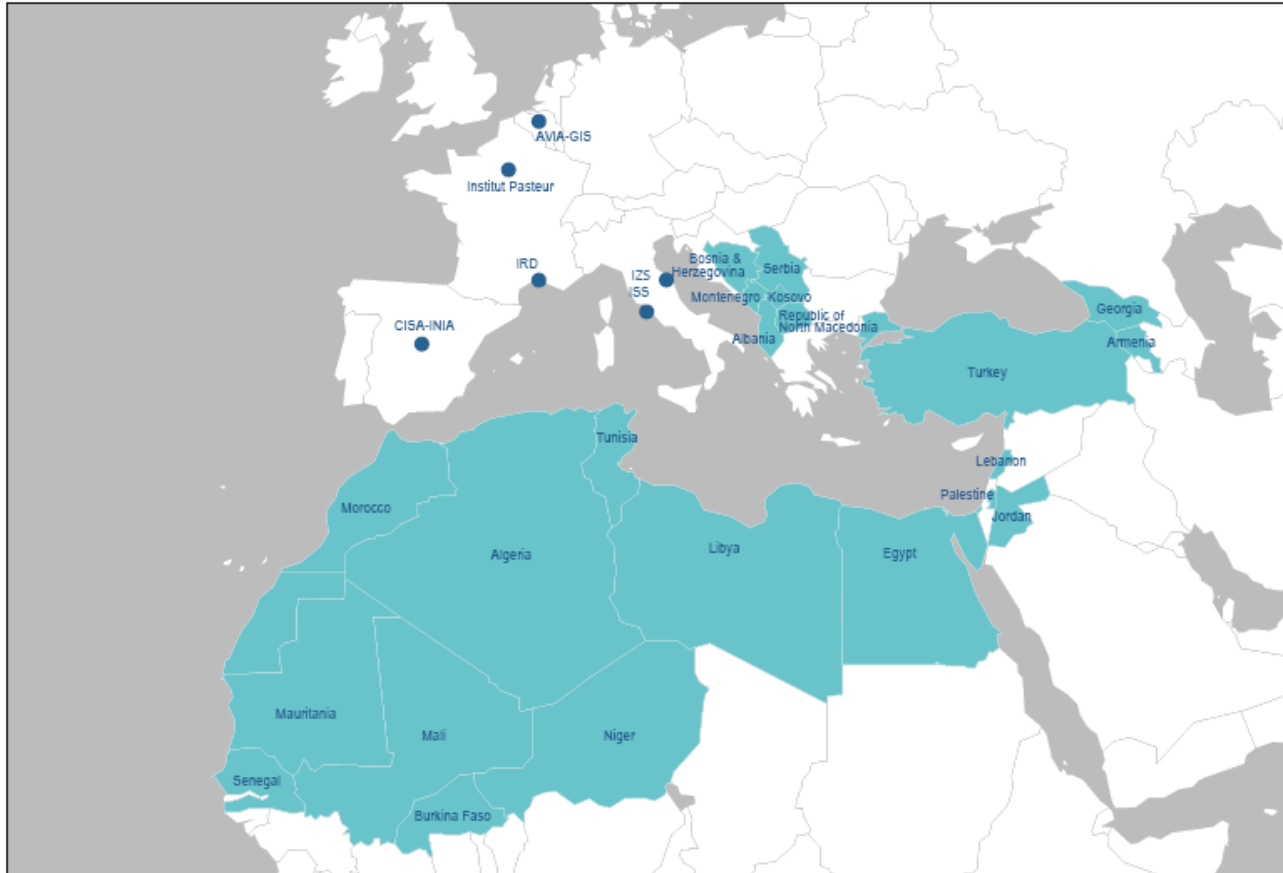 AVIA-GIS
Institut Pasteur
IRD
IZS
ISS
CISA-INIA
Bosnia &
Herzegovina
Serbia
Montenegro
Kosovo
Republic of
North Macedonia
Albania
Georgia
Armenia
Turkey
Tunisia
Lebanon
Palestine
Jordan
Morocco
Algeria
Libya
Egypt
Mauritania
Mali
Niger
Senegal
Burkina Faso